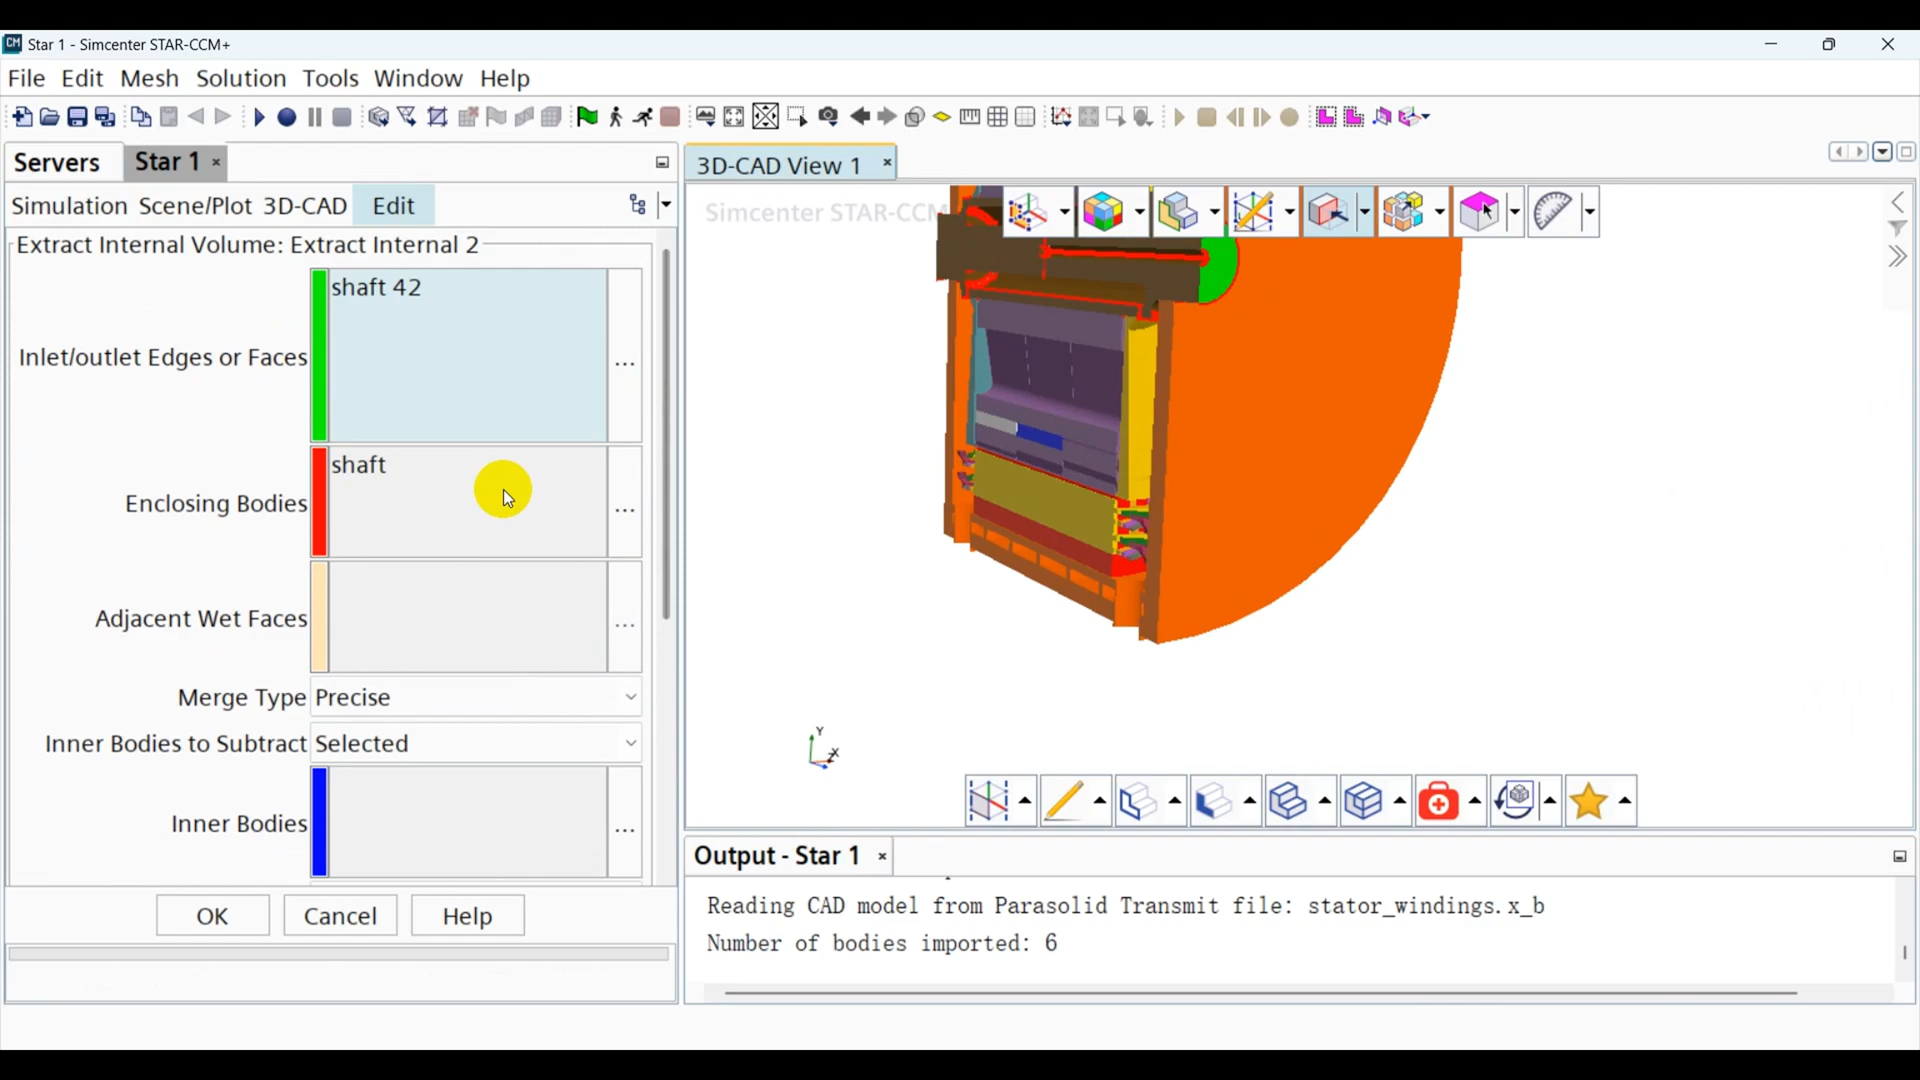 Star 1 - Simcenter STAR-CCM+
File Edit Mesh Solution Tools Window Help
Servers Star 1 ×
3D-CAD View 1 ×
Simulation Scene/Plot 3D-CAD Edit
Simcenter STAR-CCM
Extract Internal Volume: Extract Internal 2
Inlet/outlet Edges or Faces
shaft 42
...
Enclosing Bodies
shaft
...
Adjacent Wet Faces
...
Merge Type Precise
Inner Bodies to Subtract Selected
Inner Bodies
...
OK Cancel Help
Y
X
Output - Star 1 ×
Reading CAD model from Parasolid Transmit file: stator_windings.x_b
Number of bodies imported: 6